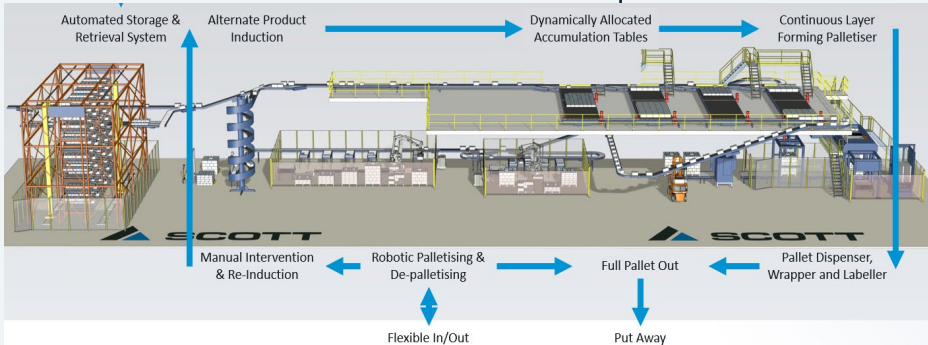 Automated Storage &
Retrieval System
Alternate Product
Induction
Dynamically Allocated
Accumulation Tables
Continuous Layer
Forming Palletiser
SCOTT
SCOTT
Manual Intervention
& Re-Induction
Robotic Palletising &
De-palletising
Full Pallet Out
Pallet Dispenser,
Wrapper and Labeller
Flexible In/Out
Put Away